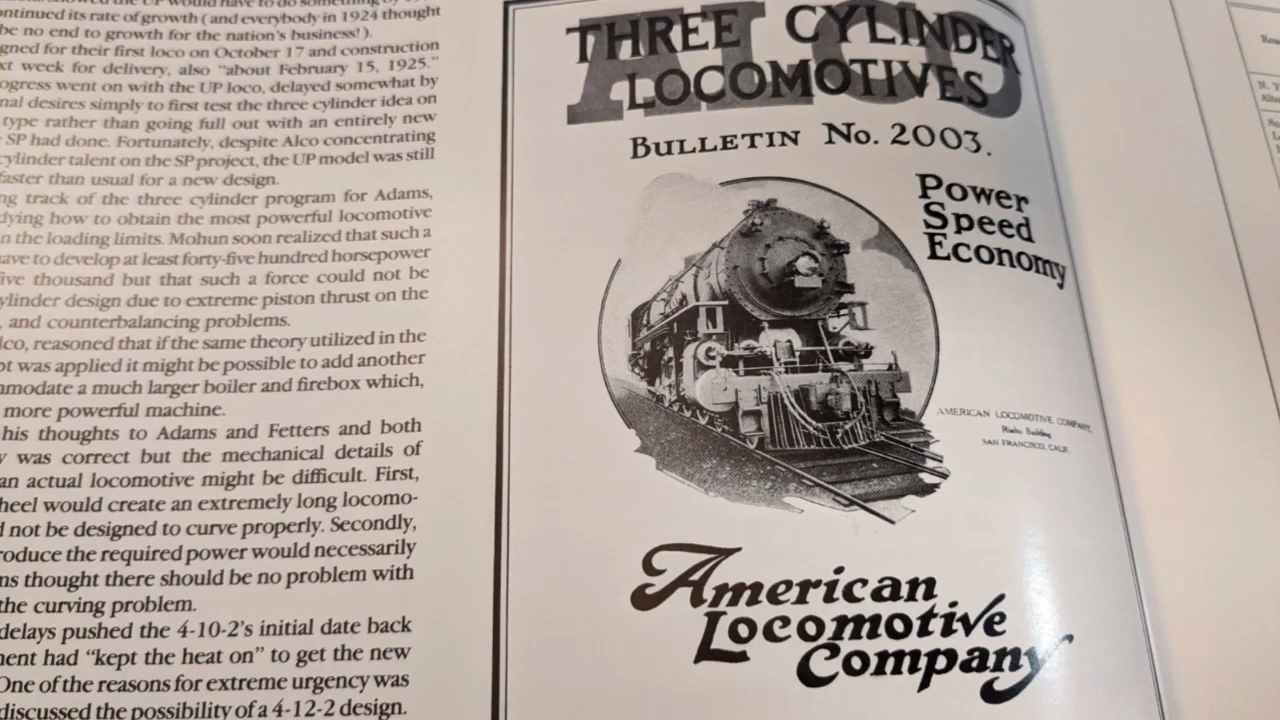 ontinued its rate of growth (and everybody in 1924 thought
be no end to growth for the nation's business!).
gned for their first loco on October 17 and construction
xt week for delivery, also "about February 15, 1925."
ogress went on with the UP loco, delayed somewhat by
nal desires simply to first test the three cylinder idea on
type rather than going full out with an entirely new
SP had done. Fortunately, despite Alco concentrating
cylinder talent on the SP project, the UP model was still
faster than usual for a new design.
ng track of the three cylinder program for Adams,
dying how to obtain the most powerful locomotive
n the loading limits. Mohun soon realized that such a
ave to develop at least forty-five hundred horsepower
five thousand but that such a force could not be
ylinder design due to extreme piston thrust on the
, and counterbalancing problems.
lco, reasoned that if the same theory utilized in the
pt was applied it might be possible to add another
mmodate a much larger boiler and firebox which,
more powerful machine.
his thoughts to Adams and Fetters and both
y was correct but the mechanical details of
an actual locomotive might be difficult. First,
heel would create an extremely long locomo-
d not be designed to curve properly. Secondly,
roduce the required power would necessarily
ms thought there should be no problem with
the curving problem.
delays pushed the 4-10-2's initial date back
ment had "kept the heat on" to get the new
One of the reasons for extreme urgency was
discussed the possibility of a 4-12-2 design.
ALCO
THREE CYLINDER
LOCOMOTIVES
BULLETIN No. 2003.
Power
Speed
Economy
AMERICAN LOCOMOTIVE COMPANY,
Rialto Building
SAN FRANCISCO, CALIF.
American
Locomotive
Company
N. Y